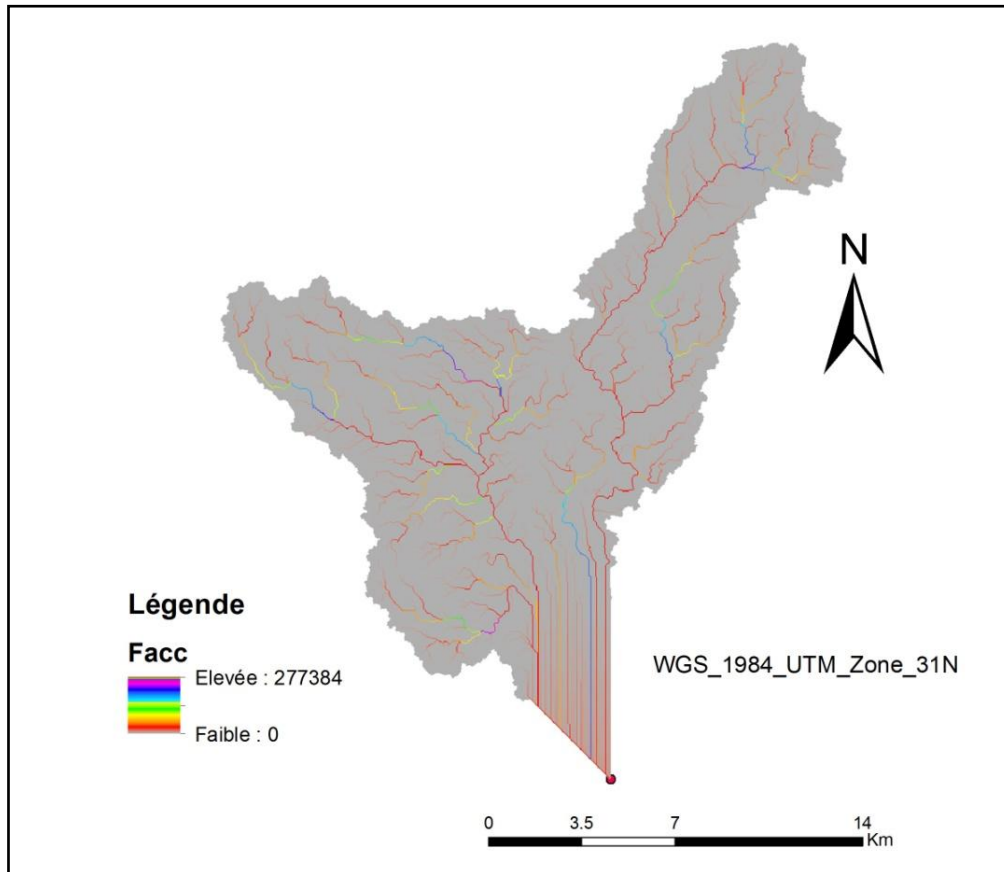 N
Légende
Facc
Elevée : 277384
Faible : 0
WGS_1984_UTM_Zone_31N
0 3.5 7 14
Km